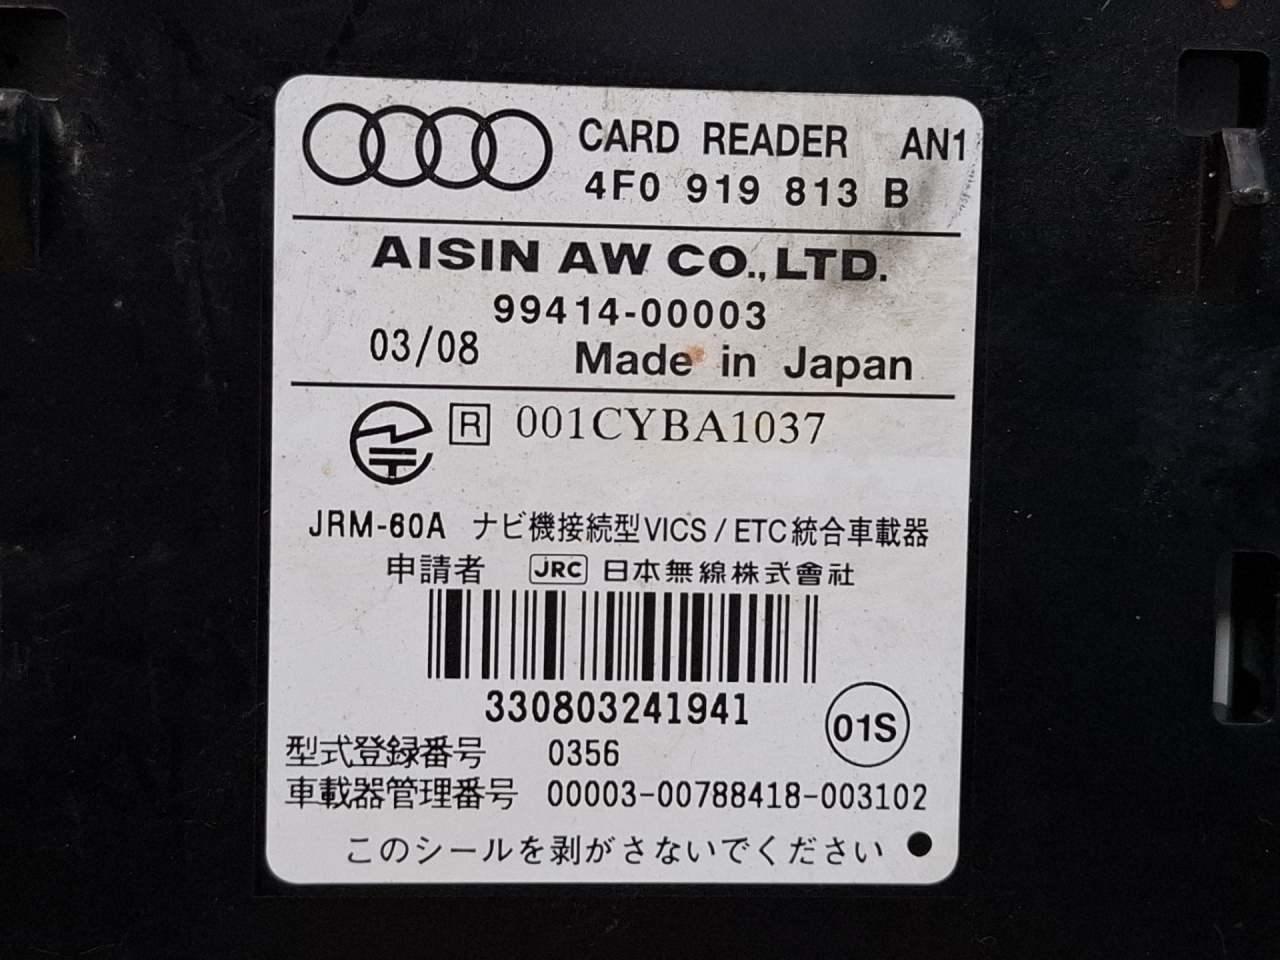 CARD READER AN1
4F0 919 813 B
AISIN AW CO.,LTD.
99414-00003
03/08 Made in Japan
R 001CYBA1037
JRM-60A ナビ機接続型VICS/ETC統合車載器
申請者 JRC 日本無線株式會社
330803241941
01S
型式登録番号 0356
車載器管理番号 00003-00788418-003102
このシールを剥がさないでください